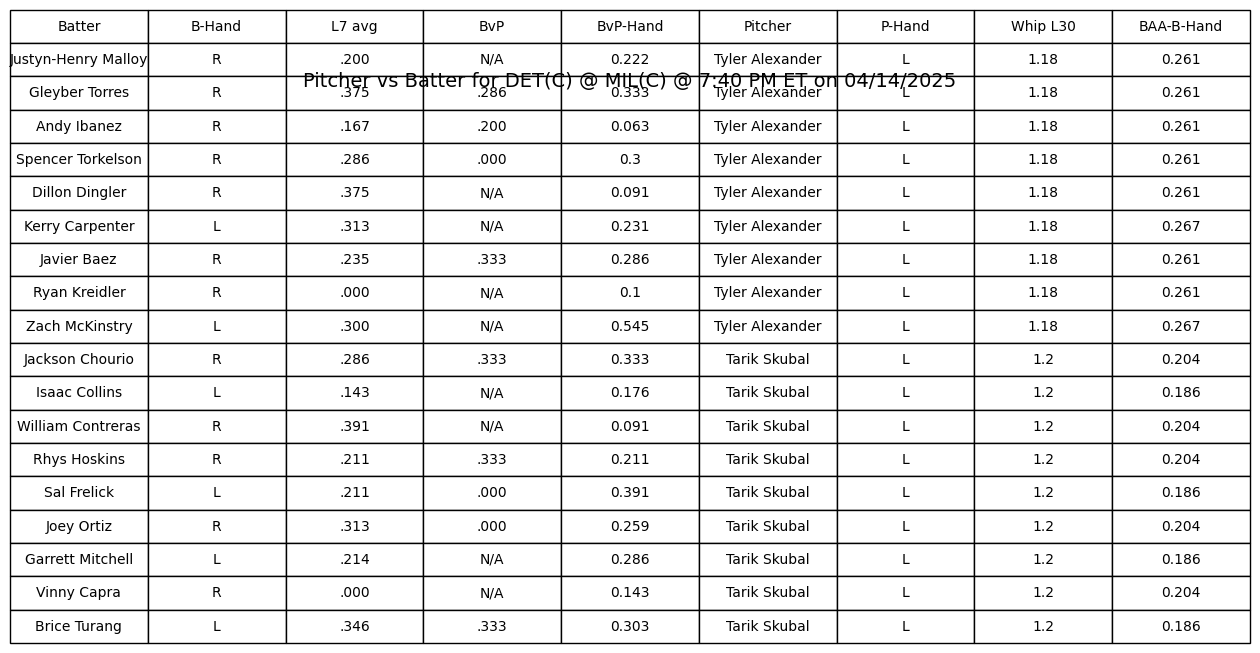 Batter B-Hand L7 avg BvP BvP-Hand Pitcher P-Hand Whip L30 BAA-B-Hand
Justyn-Henry Malloy R .200 N/A 0.222 Tyler Alexander L 1.18 0.261
Pitcher vs Batter for DET(C) @ MIL(C) @ 7:40 PM ET on 04/14/2025
Gleyber Torres R .375 .286 0.333 Tyler Alexander L 1.18 0.261
Andy Ibanez R .167 .200 0.063 Tyler Alexander L 1.18 0.261
Spencer Torkelson R .286 .000 0.3 Tyler Alexander L 1.18 0.261
Dillon Dingler R .375 N/A 0.091 Tyler Alexander L 1.18 0.261
Kerry Carpenter L .313 N/A 0.231 Tyler Alexander L 1.18 0.267
Javier Baez R .235 .333 0.286 Tyler Alexander L 1.18 0.261
Ryan Kreidler R .000 N/A 0.1 Tyler Alexander L 1.18 0.261
Zach McKinstry L .300 N/A 0.545 Tyler Alexander L 1.18 0.267
Jackson Chourio R .286 .333 0.333 Tarik Skubal L 1.2 0.204
Isaac Collins L .143 N/A 0.176 Tarik Skubal L 1.2 0.186
William Contreras R .391 N/A 0.091 Tarik Skubal L 1.2 0.204
Rhys Hoskins R .211 .333 0.211 Tarik Skubal L 1.2 0.204
Sal Frelick L .211 .000 0.391 Tarik Skubal L 1.2 0.186
Joey Ortiz R .313 .000 0.259 Tarik Skubal L 1.2 0.204
Garrett Mitchell L .214 N/A 0.286 Tarik Skubal L 1.2 0.186
Vinny Capra R .000 N/A 0.143 Tarik Skubal L 1.2 0.204
Brice Turang L .346 .333 0.303 Tarik Skubal L 1.2 0.186